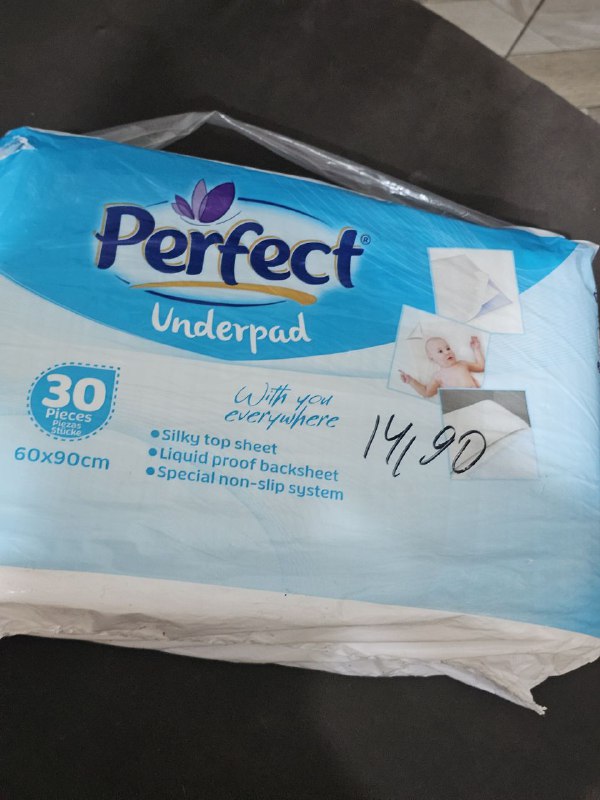 Perfect®
Underpad
30
Pieces
Piezas
Stücke
60x90cm
With you
everywhere
•Silky top sheet
•Liquid proof backsheet
•Special non-slip system
14,90